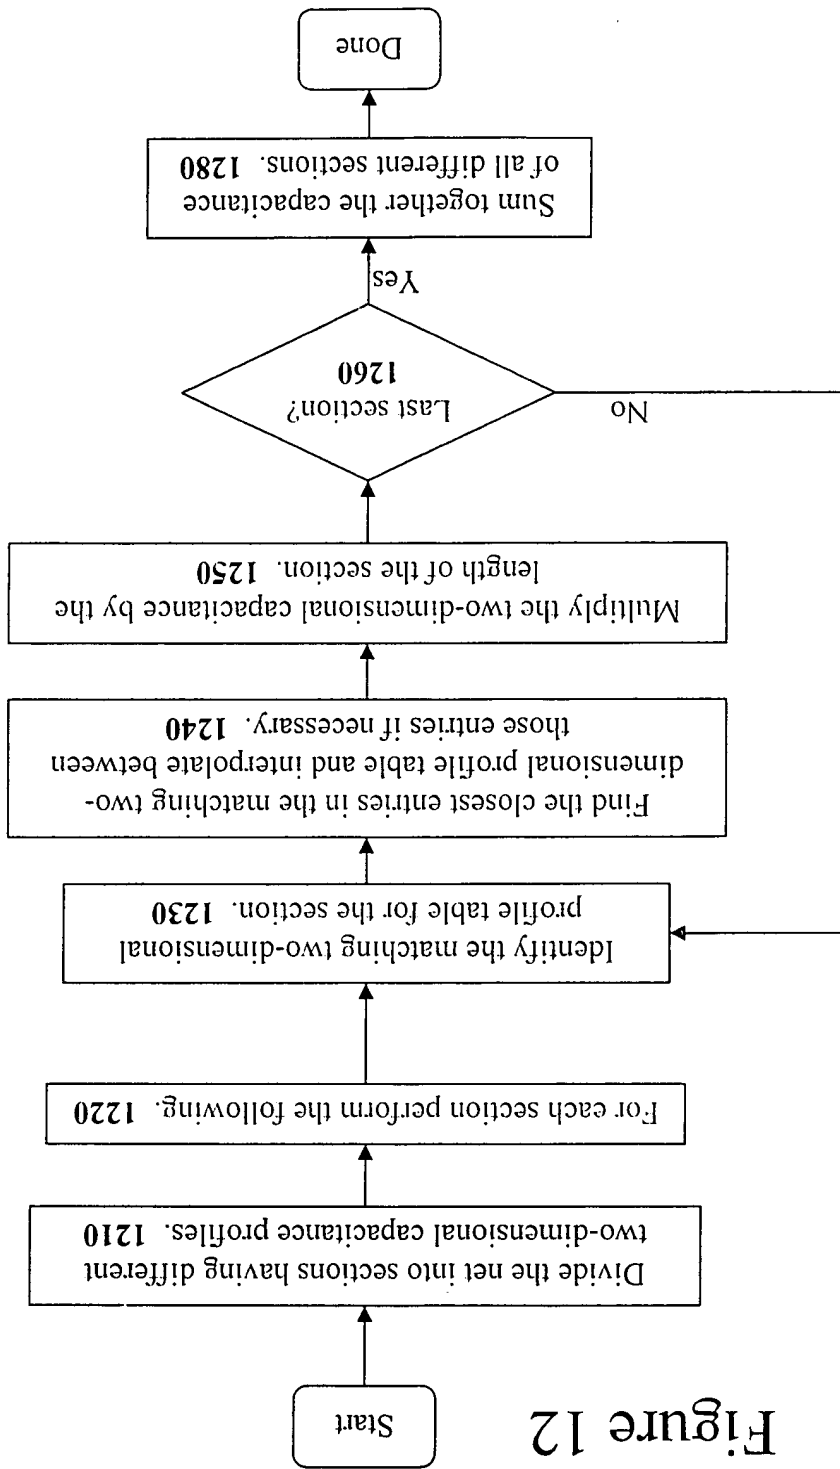 Figure 12
Start
Divide the net into sections having different
two-dimensional capacitance profiles. 1210
For each section perform the following. 1220
Identify the matching two-dimensional
profile table for the section. 1230
Find the closest entries in the matching two-
dimensional profile table and interpolate between
those entries if necessary. 1240
Multiply the two-dimensional capacitance by the
length of the section. 1250
Last section?
1260
No
Yes
Sum together the capacitance
of all different sections. 1280
Done